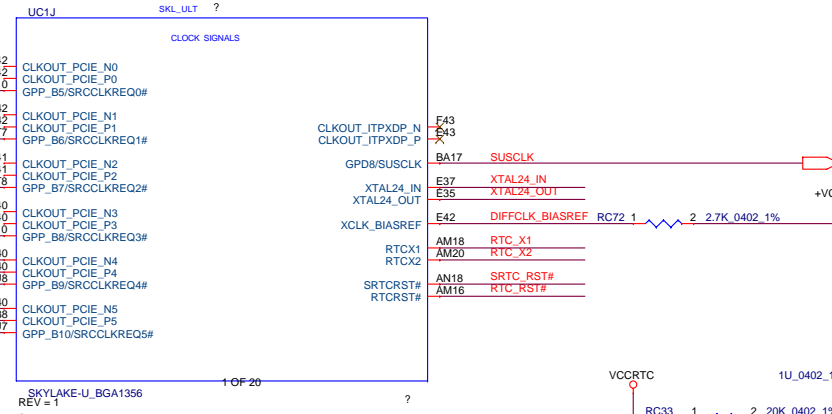 UC1J
SKL_ULT ?
CLOCK SIGNALS
CLKOUT_PCIE_N0
CLKOUT_PCIE_P0
GPP_B5/SRCCLKREQ0#
CLKOUT_PCIE_N1
CLKOUT_PCIE_P1
GPP_B6/SRCCLKREQ1#
CLKOUT_PCIE_N2
CLKOUT_PCIE_P2
GPP_B7/SRCCLKREQ2#
CLKOUT_PCIE_N3
CLKOUT_PCIE_P3
GPP_B8/SRCCLKREQ3#
CLKOUT_PCIE_N4
CLKOUT_PCIE_P4
GPP_B9/SRCCLKREQ4#
CLKOUT_PCIE_N5
CLKOUT_PCIE_P5
GPP_B10/SRCCLKREQ5#
CLKOUT_ITPXDP_N F43
CLKOUT_ITPXDP_P E43
GPD8/SUSCLK BA17 SUSCLK
XTAL24_IN E37 XTAL24_IN
XTAL24_OUT E35 XTAL24_OUT
XCLK_BIASREF E42 DIFFCLK_BIASREF RC72 1 2 2.7K_0402_1%
RTCX1 AM18 RTC_X1
RTCX2 AM20 RTC_X2
SRTCRST# AN18 SRTC_RST#
RTCRST# AM16 RTC_RST#
1 OF 20
SKYLAKE-U_BGA1356
REV = 1
?
VCCRTC
RC33 1 2 20K_0402_1%